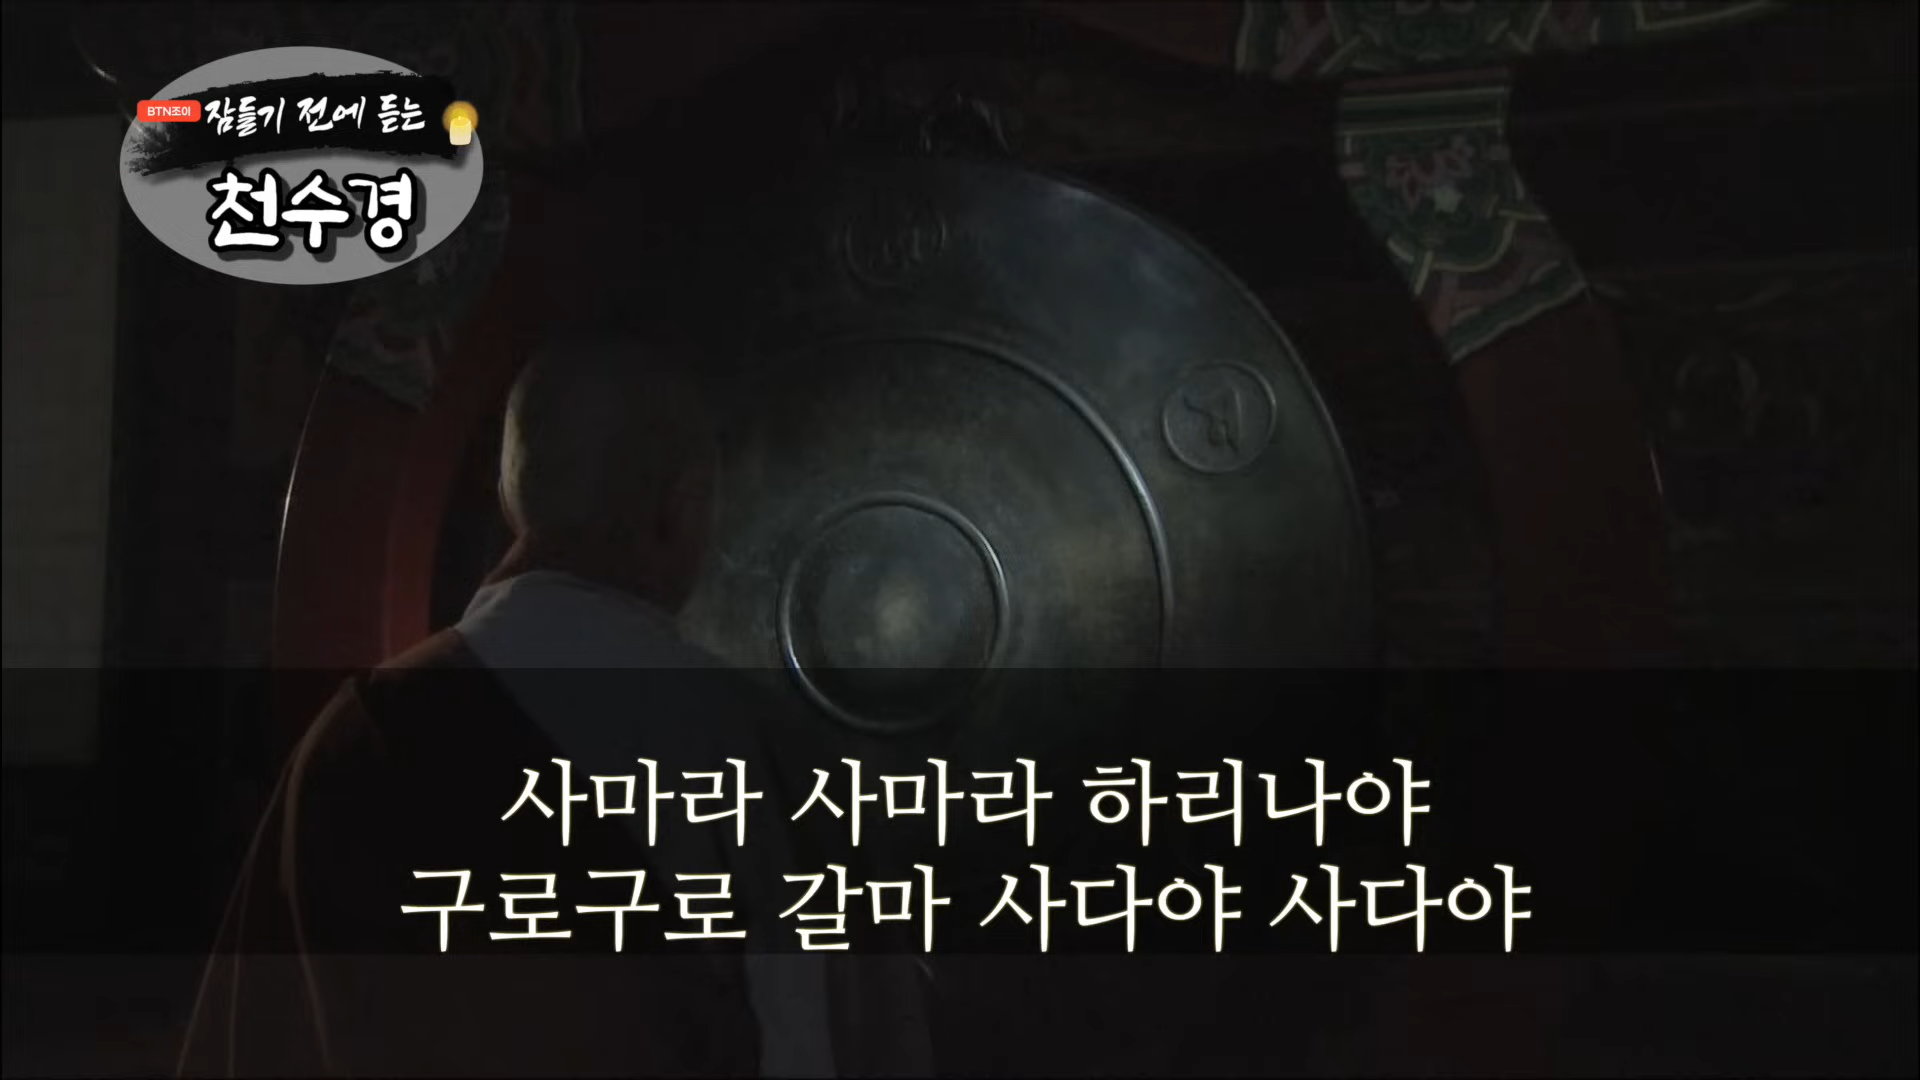 BTN조이
잠들기 전에 듣는
천수경
사마라 사마라 하리나야
구로구로 갈마 사다야 사다야